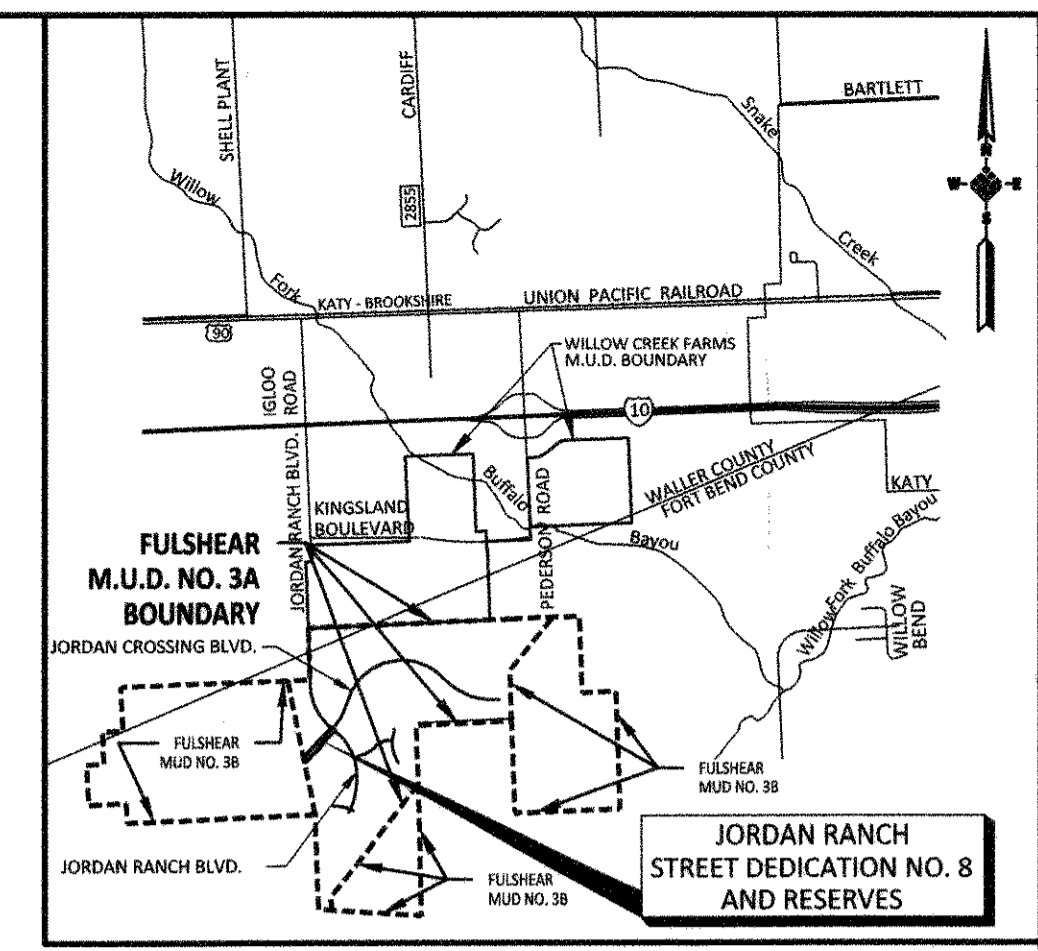 SHELL PLANT
CARDIFF
BARTLETT
Snake
Creek
N
W
E
S
Willow
Fork
2855
KATY - BROOKSHIRE
UNION PACIFIC RAILROAD
90
WILLOW CREEK FARMS
M.U.D. BOUNDARY
IGLOO
ROAD
10
JORDAN RANCH BLVD.
KINGSLAND
BOULEVARD
Buffalo
Bayou
PEDERSON ROAD
WALLER COUNTY
FORT BEND COUNTY
KATY
Willow Fork Buffalo Bayou
WILLOW
BEND
FULSHEAR
M.U.D. NO. 3A
BOUNDARY
JORDAN CROSSING BLVD.
FULSHEAR
MUD NO. 3B
FULSHEAR
MUD NO. 3B
JORDAN RANCH BLVD.
FULSHEAR
MUD NO. 3B
JORDAN RANCH
STREET DEDICATION NO. 8
AND RESERVES